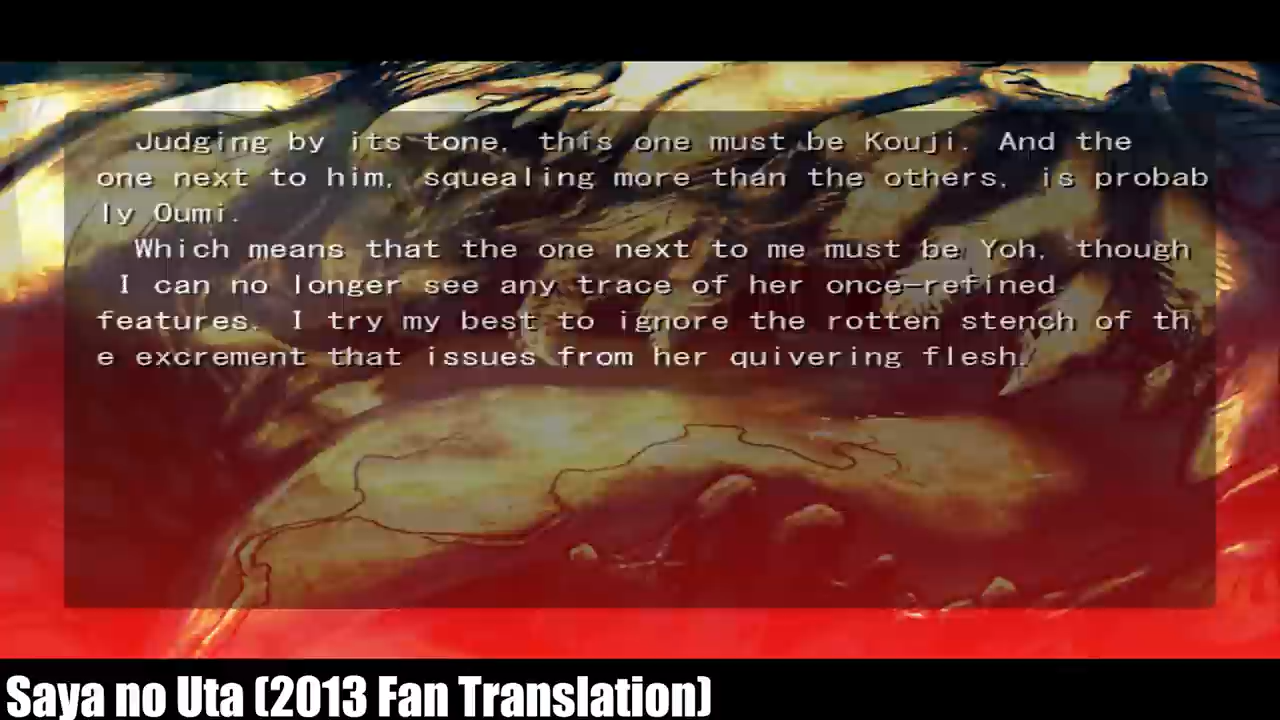 Judging by its tone, this one must be Kouji. And the
one next to him, squealing more than the others, is probab
ly Oumi.
Which means that the one next to me must be Yoh, though
I can no longer see any trace of her once-refined
features. I try my best to ignore the rotten stench of th
e excrement that issues from her quivering flesh.
Saya no Uta (2013 Fan Translation)